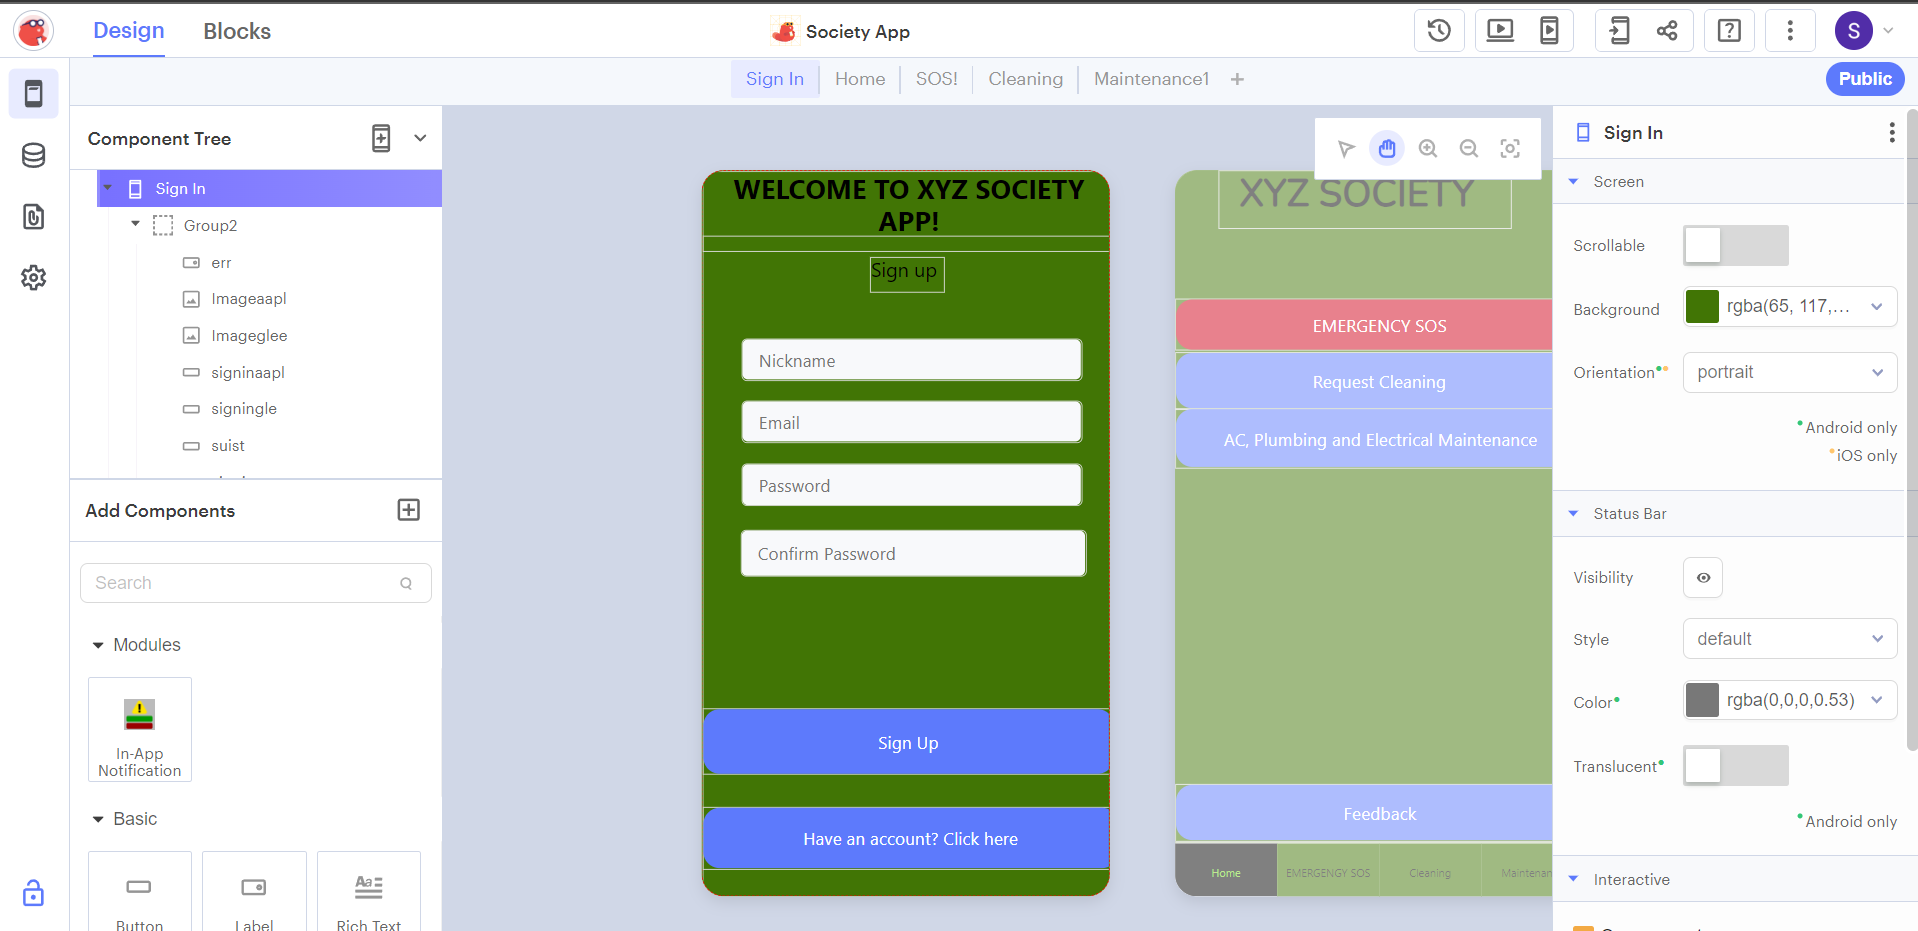 Design
Blocks
Society App
S
Sign In
Home
SOS!
Cleaning
Maintenance1
Public
Component Tree
Sign In
Group2
err
Imageaapl
Imageglee
signinaapl
signingle
suist
Add Components
Search
Modules
In-App
Notification
Basic
Button
Label
Rich Text
WELCOME TO XYZ SOCIETY
APP!
Sign up
Nickname
Email
Password
Confirm Password
Sign Up
Have an account? Click here
XYZ SOCIETY
EMERGENCY SOS
Request Cleaning
AC, Plumbing and Electrical Maintenance
Feedback
Home
EMERGENGY SOS
Cleaning
Maintenan
Sign In
Screen
Scrollable
Background
rgba(65, 117,...
Orientation
portrait
Android only
iOS only
Status Bar
Visibility
Style
default
Color
rgba(0,0,0,0.53)
Translucent
Android only
Interactive